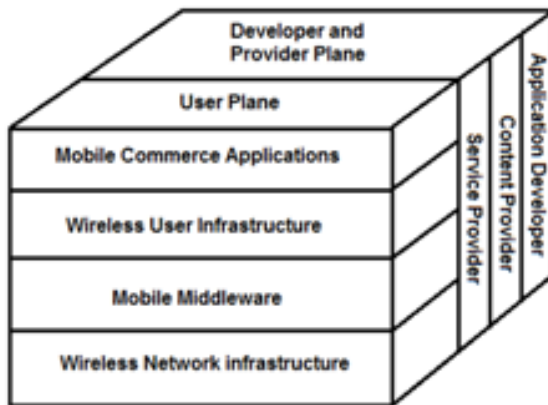 Developer and
Provider Plane
User Plane
Mobile Commerce Applications
Wireless User Infrastructure
Mobile Middleware
Wireless Network infrastructure
Service Provider
Content Provider
Application Developer